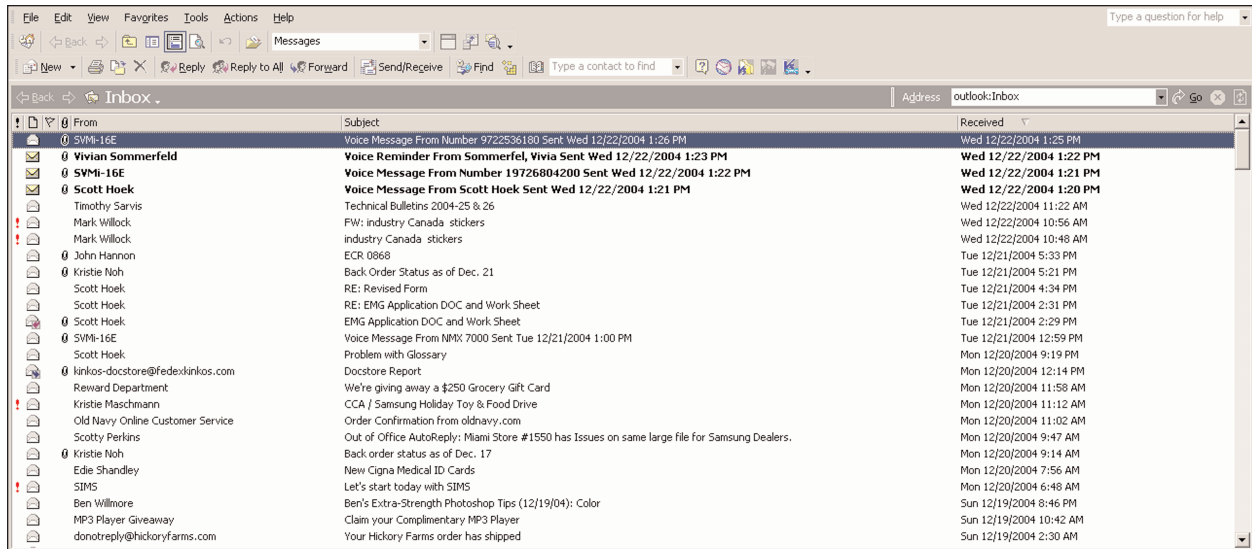 File Edit View Favorites Tools Actions Help Type a question for help
Back Messages
New Reply Reply to All Forward Send/Receive Find Type a contact to find
Back Inbox Address outlook:Inbox Go
! From Subject Received
SVMi-16E Voice Message From Number 9722536180 Sent Wed 12/22/2004 1:26 PM Wed 12/22/2004 1:25 PM
Vivian Sommerfeld Voice Reminder From Sommerfel, Vivia Sent Wed 12/22/2004 1:23 PM Wed 12/22/2004 1:22 PM
SVMi-16E Voice Message From Number 19726804200 Sent Wed 12/22/2004 1:22 PM Wed 12/22/2004 1:21 PM
Scott Hoek Voice Message From Scott Hoek Sent Wed 12/22/2004 1:21 PM Wed 12/22/2004 1:20 PM
Timothy Sarvis Technical Bulletins 2004-25 & 26 Wed 12/22/2004 11:22 AM
! Mark Willock FW: industry Canada stickers Wed 12/22/2004 10:56 AM
! Mark Willock industry Canada stickers Wed 12/22/2004 10:48 AM
John Hannon ECR 0868 Tue 12/21/2004 5:33 PM
Kristie Noh Back Order Status as of Dec. 21 Tue 12/21/2004 5:21 PM
Scott Hoek RE: Revised Form Tue 12/21/2004 4:34 PM
Scott Hoek RE: EMG Application DOC and Work Sheet Tue 12/21/2004 2:31 PM
Scott Hoek EMG Application DOC and Work Sheet Tue 12/21/2004 2:29 PM
SVMi-16E Voice Message From NMX 7000 Sent Tue 12/21/2004 1:00 PM Tue 12/21/2004 12:59 PM
Scott Hoek Problem with Glossary Mon 12/20/2004 9:19 PM
kinkos-docstore@fedexkinkos.com Docstore Report Mon 12/20/2004 12:14 PM
Reward Department We're giving away a $250 Grocery Gift Card Mon 12/20/2004 11:58 AM
! Kristie Maschmann CCA / Samsung Holiday Toy & Food Drive Mon 12/20/2004 11:12 AM
Old Navy Online Customer Service Order Confirmation from oldnavy.com Mon 12/20/2004 11:02 AM
Scotty Perkins Out of Office AutoReply: Miami Store #1550 has Issues on same large file for Samsung Dealers. Mon 12/20/2004 9:47 AM
Kristie Noh Back order status as of Dec. 17 Mon 12/20/2004 9:14 AM
Edie Shandley New Cigna Medical ID Cards Mon 12/20/2004 7:56 AM
! SIMS Let's start today with SIMS Mon 12/20/2004 6:48 AM
Ben Willmore Ben's Extra-Strength Photoshop Tips (12/19/04): Color Sun 12/19/2004 8:46 PM
MP3 Player Giveaway Claim your Complimentary MP3 Player Sun 12/19/2004 10:42 AM
donotreply@hickoryfarms.com Your Hickory Farms order has shipped Sun 12/19/2004 2:30 AM